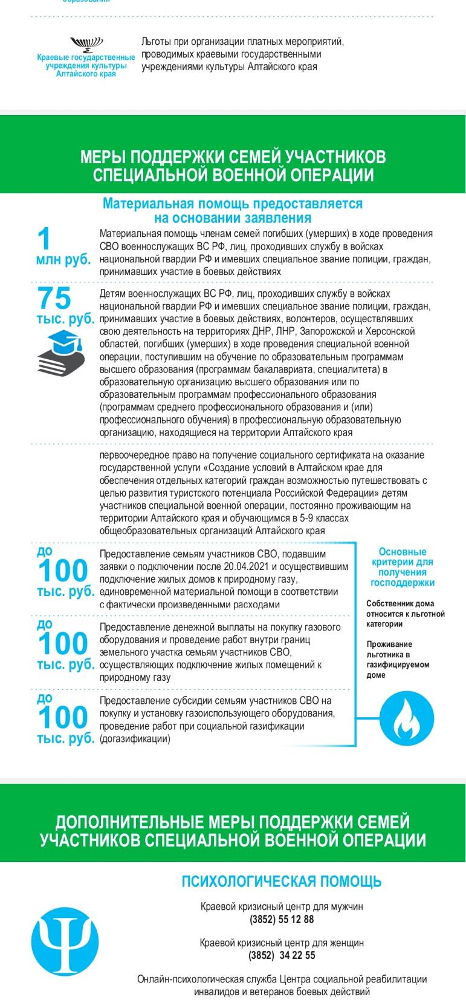 образования
Краевые государственные
учреждения культуры
Алтайского края
Льготы при организации платных мероприятий,
проводимых краевыми государственными
учреждениями культуры Алтайского края
МЕРЫ ПОДДЕРЖКИ СЕМЕЙ УЧАСТНИКОВ
СПЕЦИАЛЬНОЙ ВОЕННОЙ ОПЕРАЦИИ
Материальная помощь предоставляется
на основании заявления
1
млн руб.
Материальная помощь членам семей погибших (умерших) в ходе проведения
СВО военнослужащих ВС РФ, лиц, проходивших службу в войсках
национальной гвардии РФ и имевших специальное звание полиции, граждан,
принимавших участие в боевых действиях
75
тыс. руб.
Детям военнослужащих ВС РФ, лиц, проходивших службу в войсках
национальной гвардии РФ и имевших специальное звание полиции, граждан,
принимавших участие в боевых действиях, волонтеров, осуществлявших
свою деятельность на территориях ДНР, ЛНР, Запорожской и Херсонской
областей, погибших (умерших) в ходе проведения специальной военной
операции, поступившим на обучение по образовательным программам
высшего образования (программам бакалавриата, специалитета) в
образовательную организацию высшего образования или по
образовательным программам профессионального образования
(программам среднего профессионального образования и (или)
профессионального обучения) в профессиональную образовательную
организацию, находящиеся на территории Алтайского края
первоочередное право на получение социального сертификата на оказание
государственной услуги «Создание условий в Алтайском крае для
обеспечения отдельных категорий граждан возможностью путешествовать с
целью развития туристского потенциала Российской Федерации» детям
участников специальной военной операции, постоянно проживающим на
территории Алтайского края и обучающимся в 5-9 классах
общеобразовательных организаций Алтайского края
до
100
тыс. руб.
Предоставление семьям участников СВО, подавшим
заявки о подключении после 20.04.2021 и осуществившим
подключение жилых домов к природному газу,
единовременной материальной помощи в соответствии
с фактически произведенными расходами
до
100
тыс. руб.
Предоставление денежной выплаты на покупку газового
оборудования и проведение работ внутри границ
земельного участка семьям участников СВО,
осуществляющих подключение жилых помещений к
природному газу
до
100
тыс. руб.
Предоставление субсидии семьям участников СВО на
покупку и установку газоиспользующего оборудования,
проведение работ при социальной газификации
(догазификации)
Основные
критерии для
получения
господдержки
Собственник дома
относится к льготной
категории
Проживание
льготника в
газифицируемом
доме
ДОПОЛНИТЕЛЬНЫЕ МЕРЫ ПОДДЕРЖКИ СЕМЕЙ
УЧАСТНИКОВ СПЕЦИАЛЬНОЙ ВОЕННОЙ ОПЕРАЦИИ
ПСИХОЛОГИЧЕСКАЯ ПОМОЩЬ
Краевой кризисный центр для мужчин
(3852) 55 12 88
Краевой кризисный центр для женщин
(3852) 34 22 55
Онлайн-психологическая служба Центра социальной реабилитации
инвалидов и ветеранов боевых действий